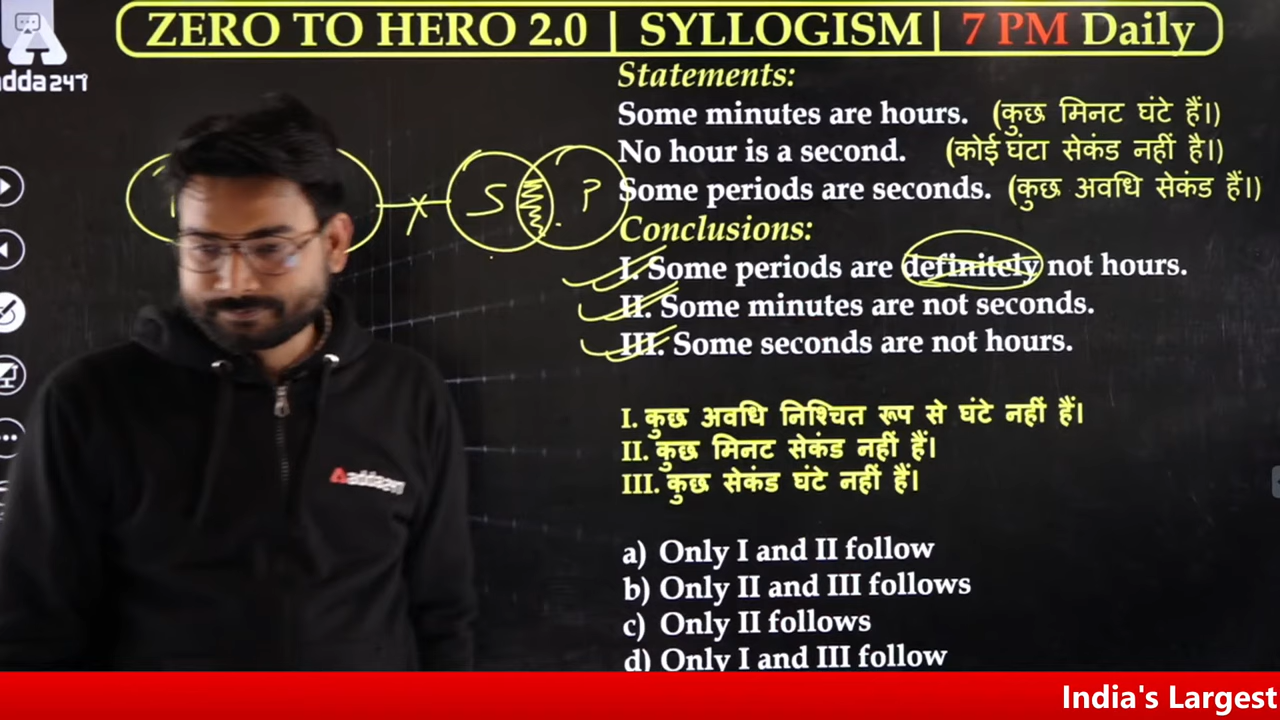 ZERO TO HERO 2.0 | SYLLOGISM | 7 PM Daily
adda247
Statements:
Some minutes are hours. (कुछ मिनट घंटे हैं।)
No hour is a second. (कोई घंटा सेकंड नहीं है।)
Some periods are seconds. (कुछ अवधि सेकंड हैं।)
S P
Conclusions:
I. Some periods are definitely not hours.
II. Some minutes are not seconds.
III. Some seconds are not hours.
I. कुछ अवधि निश्चित रूप से घंटे नहीं हैं।
II. कुछ मिनट सेकंड नहीं हैं।
III. कुछ सेकंड घंटे नहीं हैं।
a) Only I and II follow
b) Only II and III follows
c) Only II follows
d) Only I and III follow
India's Largest